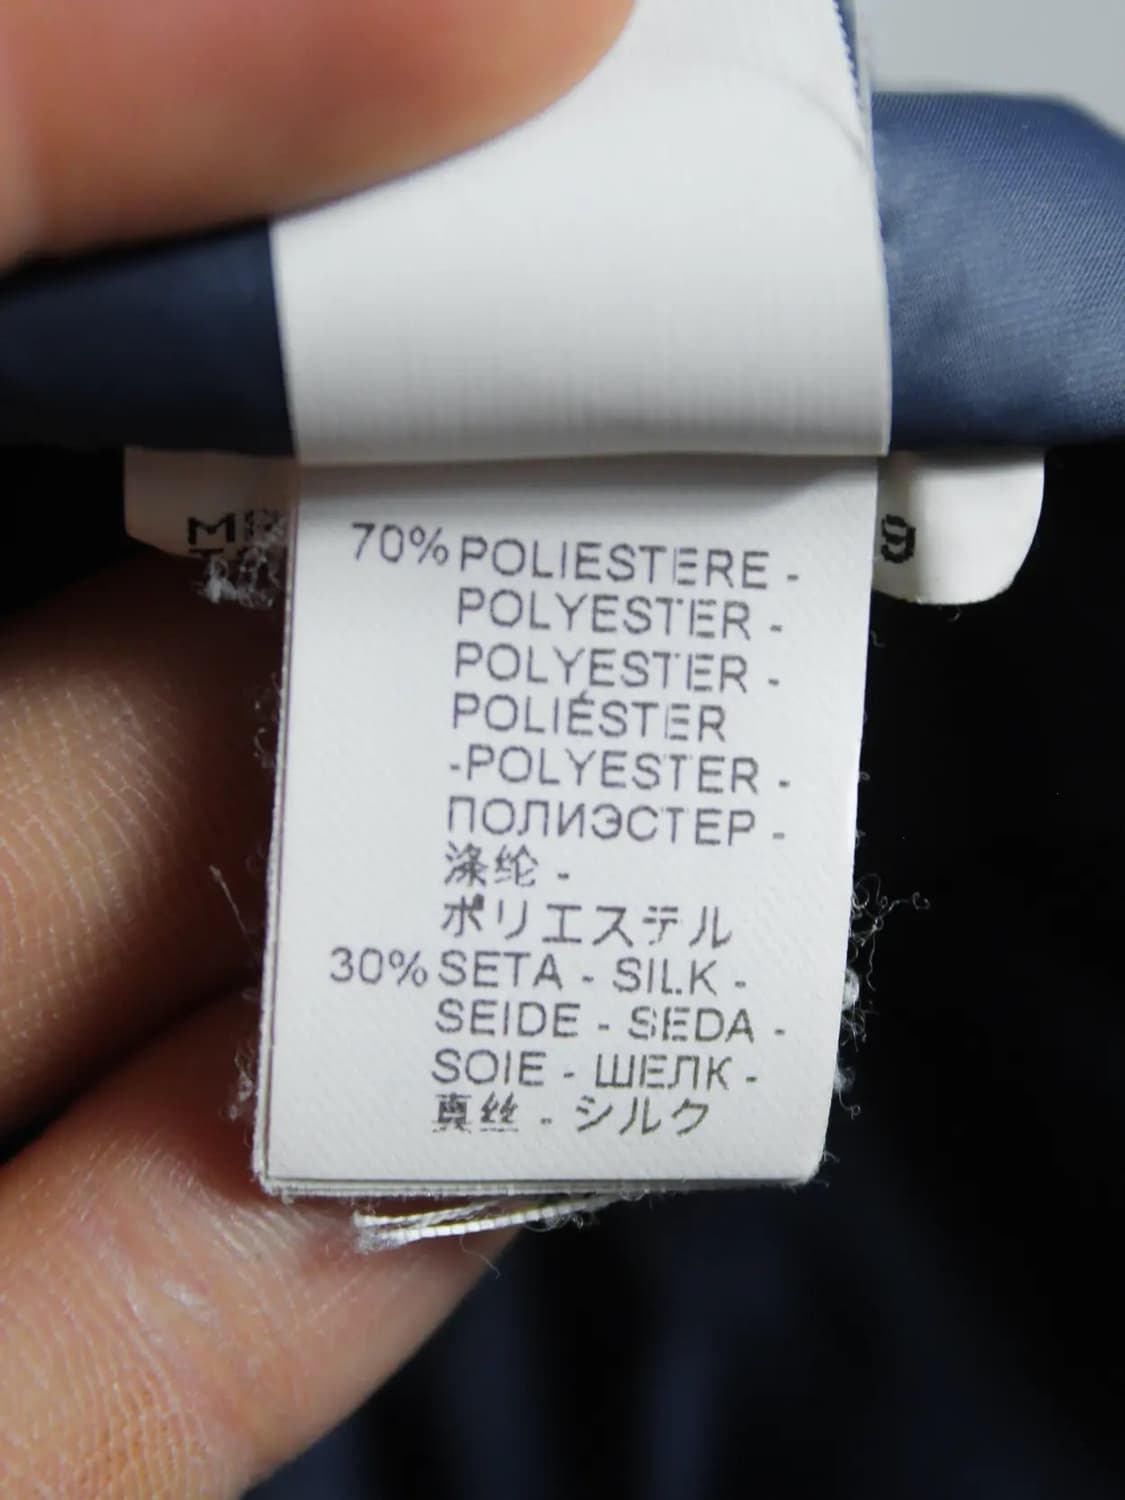 70% POLIESTERE -
POLYESTER -
POLYESTER -
POLIÉSTER
-POLYESTER -
ПОЛИЭСТЕР -
涤纶 -
ポリエステル
30% SETA - SILK -
SEIDE - SEDA -
SOIE - ШЕЛК -
真丝 - シルク
9